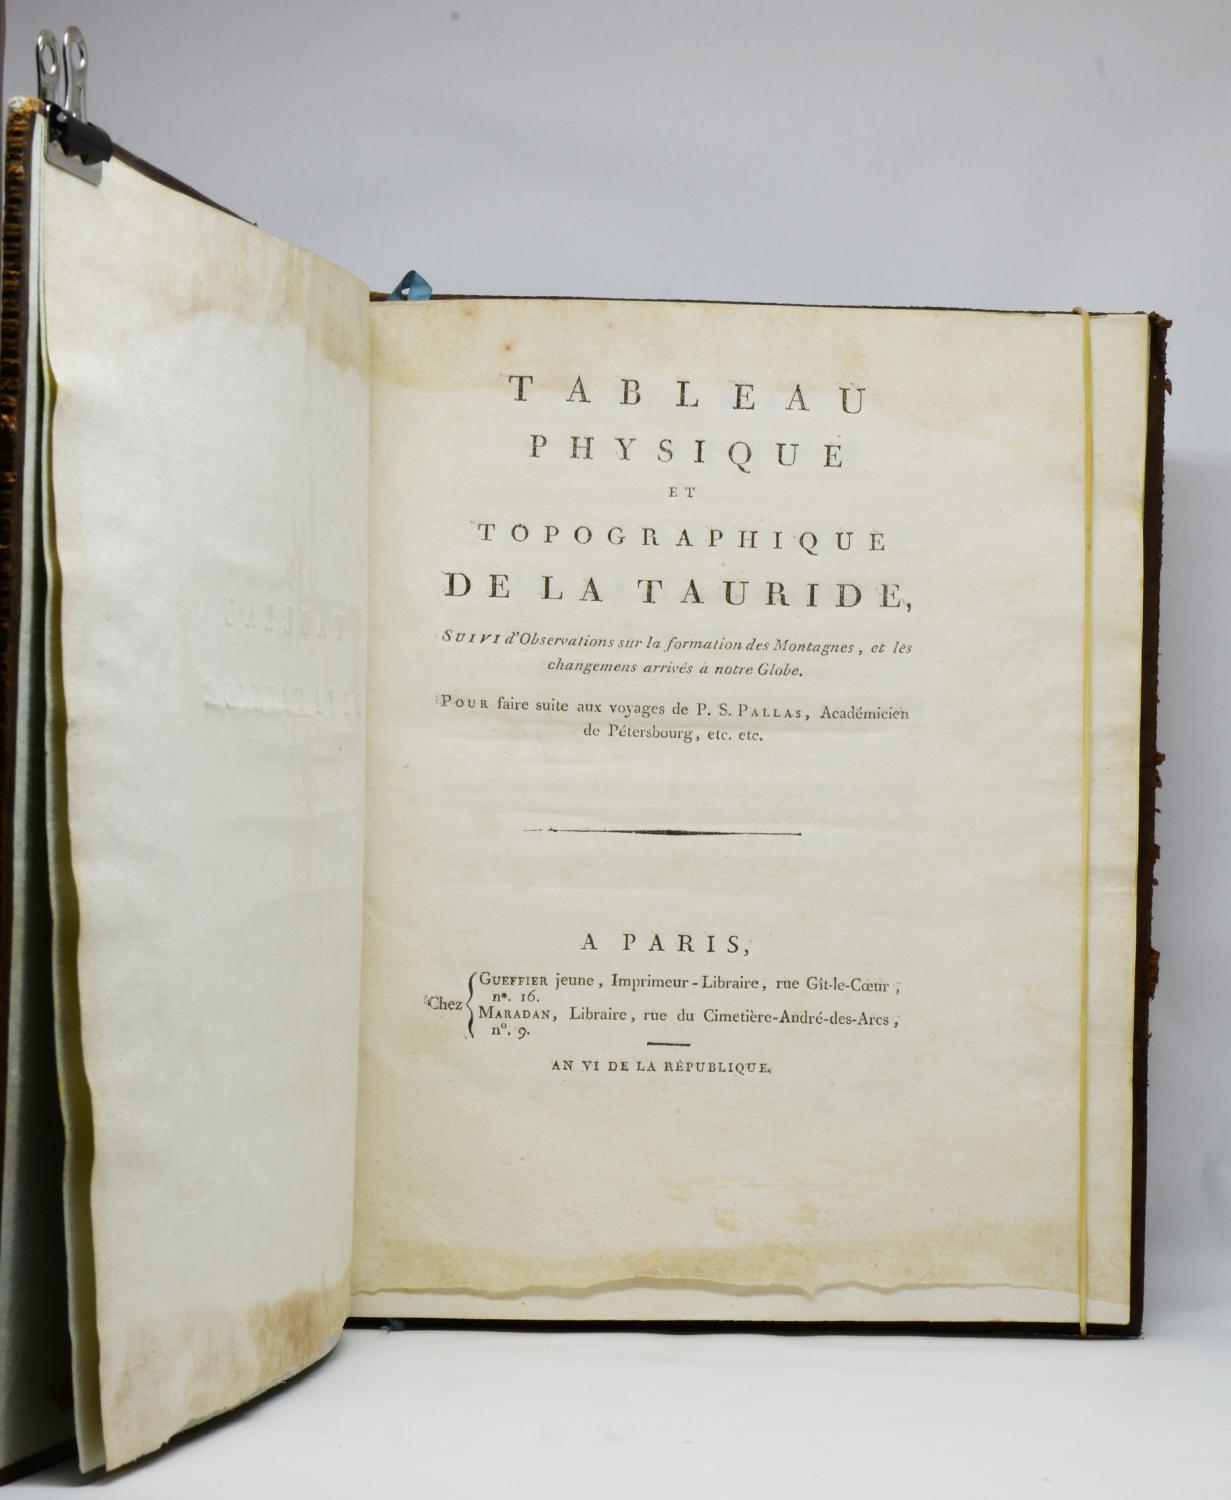 TABLEAU
PHYSIQUE
ET
TOPOGRAPHIQUE
DE LA TAURIDE,
SUIVI d'Observations sur la formation des Montagnes, et les
changemens arrivés à notre Globe.
POUR faire suite aux voyages de P. S. PALLAS, Académicien
de Pétersbourg, etc. etc.
A PARIS,
Chez
GUEFFIER jeune, Imprimeur-Libraire, rue Gît-le-Cœur,
n°. 16.
MARADAN, Libraire, rue du Cimetière-André-des-Arcs,
n°. 9.
AN VI DE LA RÉPUBLIQUE.